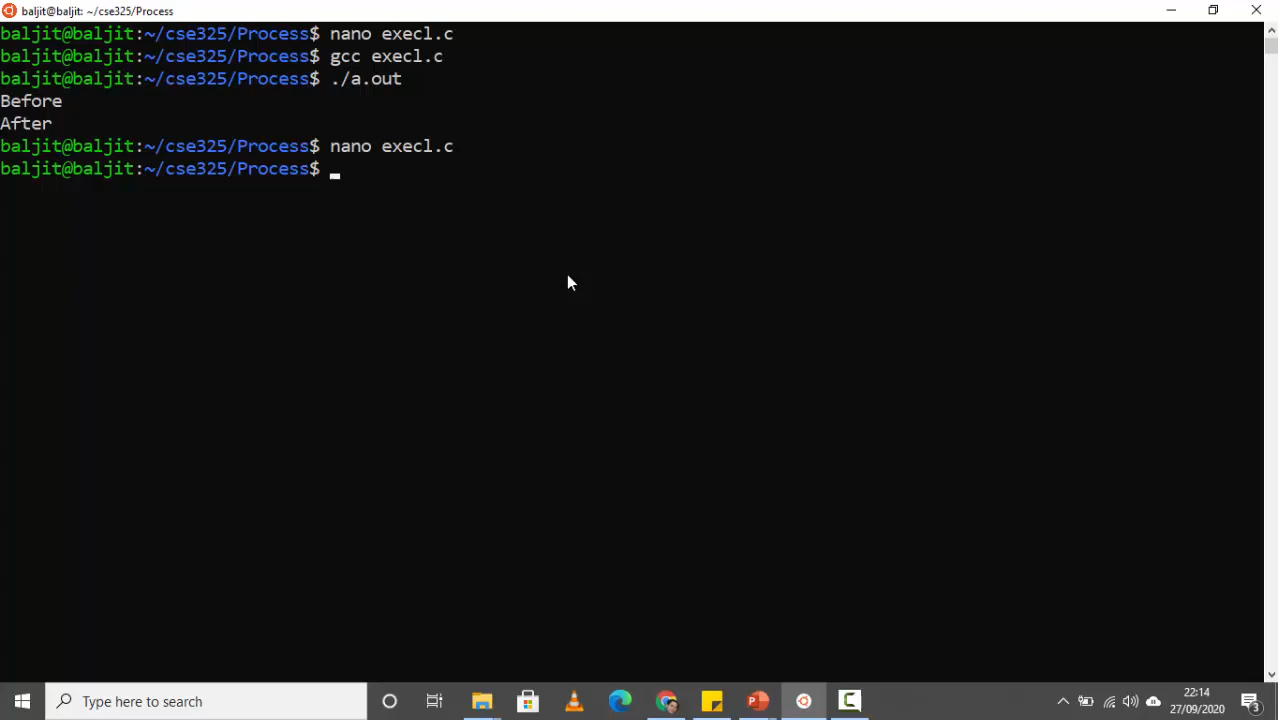 baljit@baljit: ~/cse325/Process
baljit@baljit:~/cse325/Process$ nano execl.c
baljit@baljit:~/cse325/Process$ gcc execl.c
baljit@baljit:~/cse325/Process$ ./a.out
Before
After
baljit@baljit:~/cse325/Process$ nano execl.c
baljit@baljit:~/cse325/Process$
Type here to search
22:14
27/09/2020
3